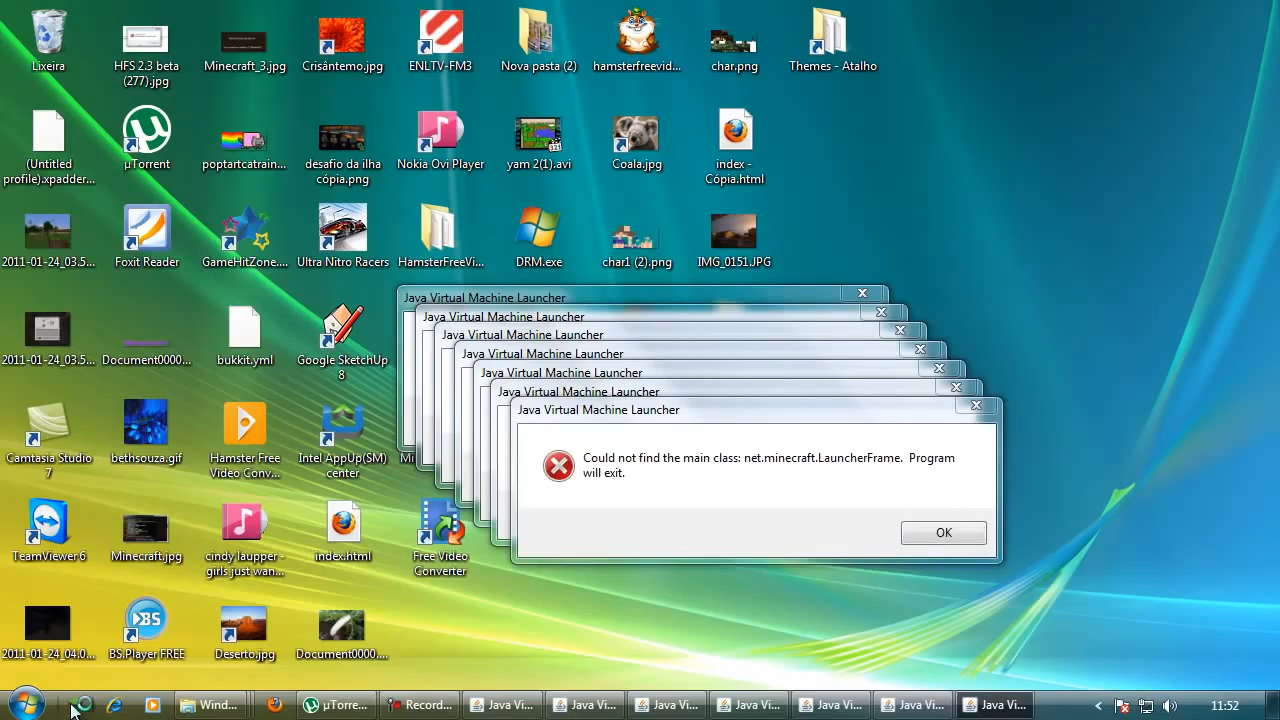 Lixeira
HFS 2.3 beta
(277).jpg
Minecraft_3.jpg
Crisântemo.jpg
ENLTV-FM3
Nova pasta (2)
hamsterfreevid...
char.png
Themes - Atalho
(Untitled
profile).xpadder...
µTorrent
poptartcatrain...
desafio da ilha
cópia.png
Nokia Ovi Player
yam 2(1).avi
Coala.jpg
index -
Cópia.html
2011-01-24_03.5...
Foxit Reader
GameHitZone....
Ultra Nitro Racers
HamsterFreeVi...
DRM.exe
char1 (2).png
IMG_0151.JPG
2011-01-24_03.5...
Document0000...
bukkit.yml
Google SketchUp
8
Java Virtual Machine Launcher
Java Virtual Machine Launcher
Java Virtual Machine Launcher
Java Virtual Machine Launcher
Java Virtual Machine Launcher
Java Virtual Machine Launcher
Java Virtual Machine Launcher
Could not find the main class: net.minecraft.LauncherFrame. Program
will exit.
OK
Camtasia Studio
7
bethsouza.gif
Hamster Free
Video Conv...
Intel AppUp(SM)
center
Mi
TeamViewer 6
Minecraft.jpg
cindy laupper -
girls just wan...
index.html
Free Video
Converter
2011-01-24_04.0...
BS.Player FREE
Deserto.jpg
Document0000....
Wind...
µTorre...
Record...
Java Vi...
Java Vi...
Java Vi...
Java Vi...
Java Vi...
Java Vi...
Java Vi...
11:52